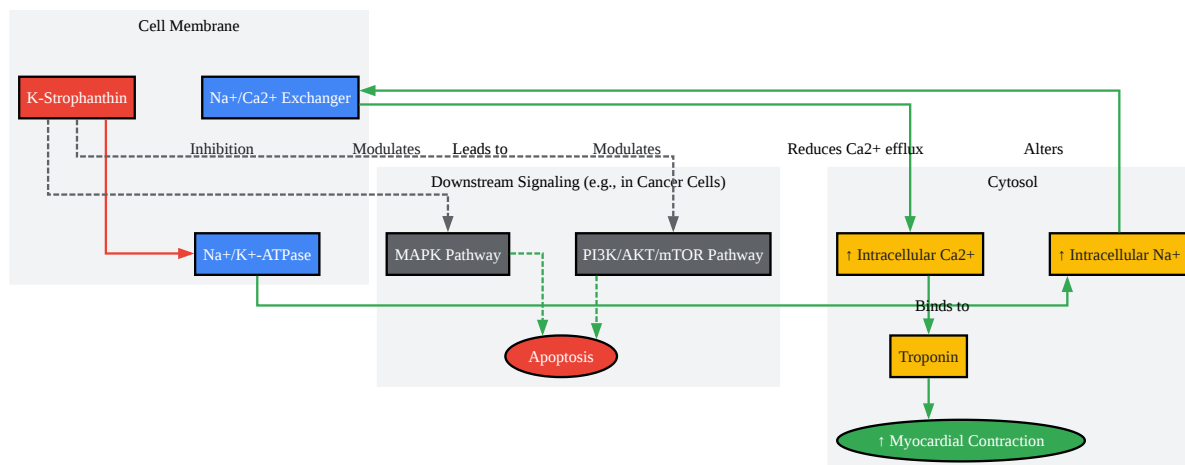 Cell Membrane
K-Strophanthin
Na+/Ca2+ Exchanger
Inhibition
Modulates
Leads to
Modulates
Reduces Ca2+ efflux
Alters
Downstream Signaling (e.g., in Cancer Cells)
Cytosol
Na+/K+-ATPase
MAPK Pathway
PI3K/AKT/mTOR Pathway
↑ Intracellular Ca2+
↑ Intracellular Na+
Binds to
Apoptosis
Troponin
↑ Myocardial Contraction